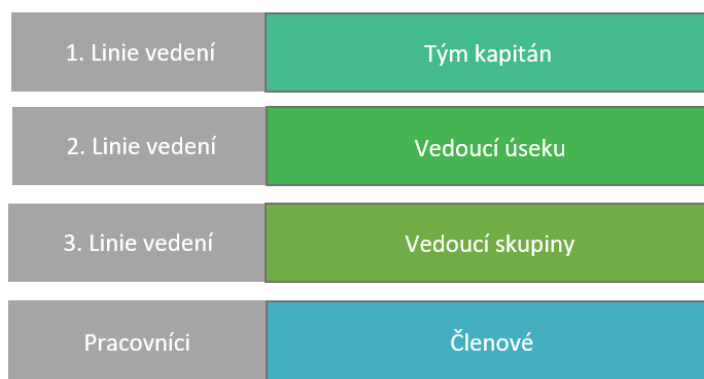 1. Linie vedení
Tým kapitán
2. Linie vedení
Vedoucí úseku
3. Linie vedení
Vedoucí skupiny
Pracovníci
Členové